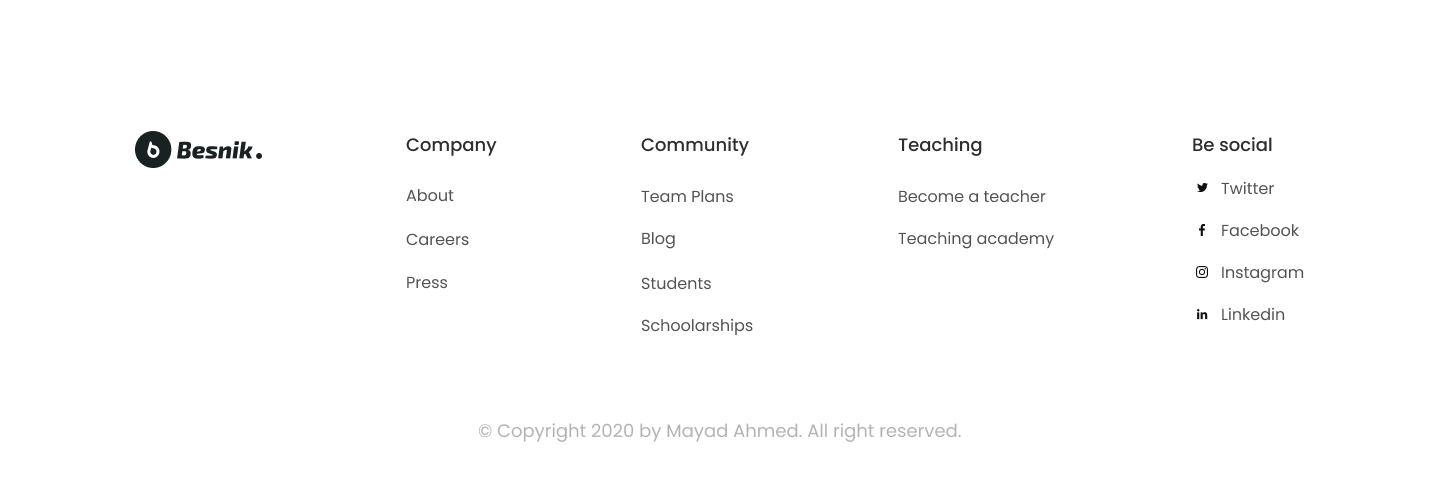 Besnik.
Company
About
Careers
Press
Community
Team Plans
Blog
Students
Schoolarships
Teaching
Become a teacher
Teaching academy
Be social
Twitter
Facebook
Instagram
Linkedin
© Copyright 2020 by Mayad Ahmed. All right reserved.